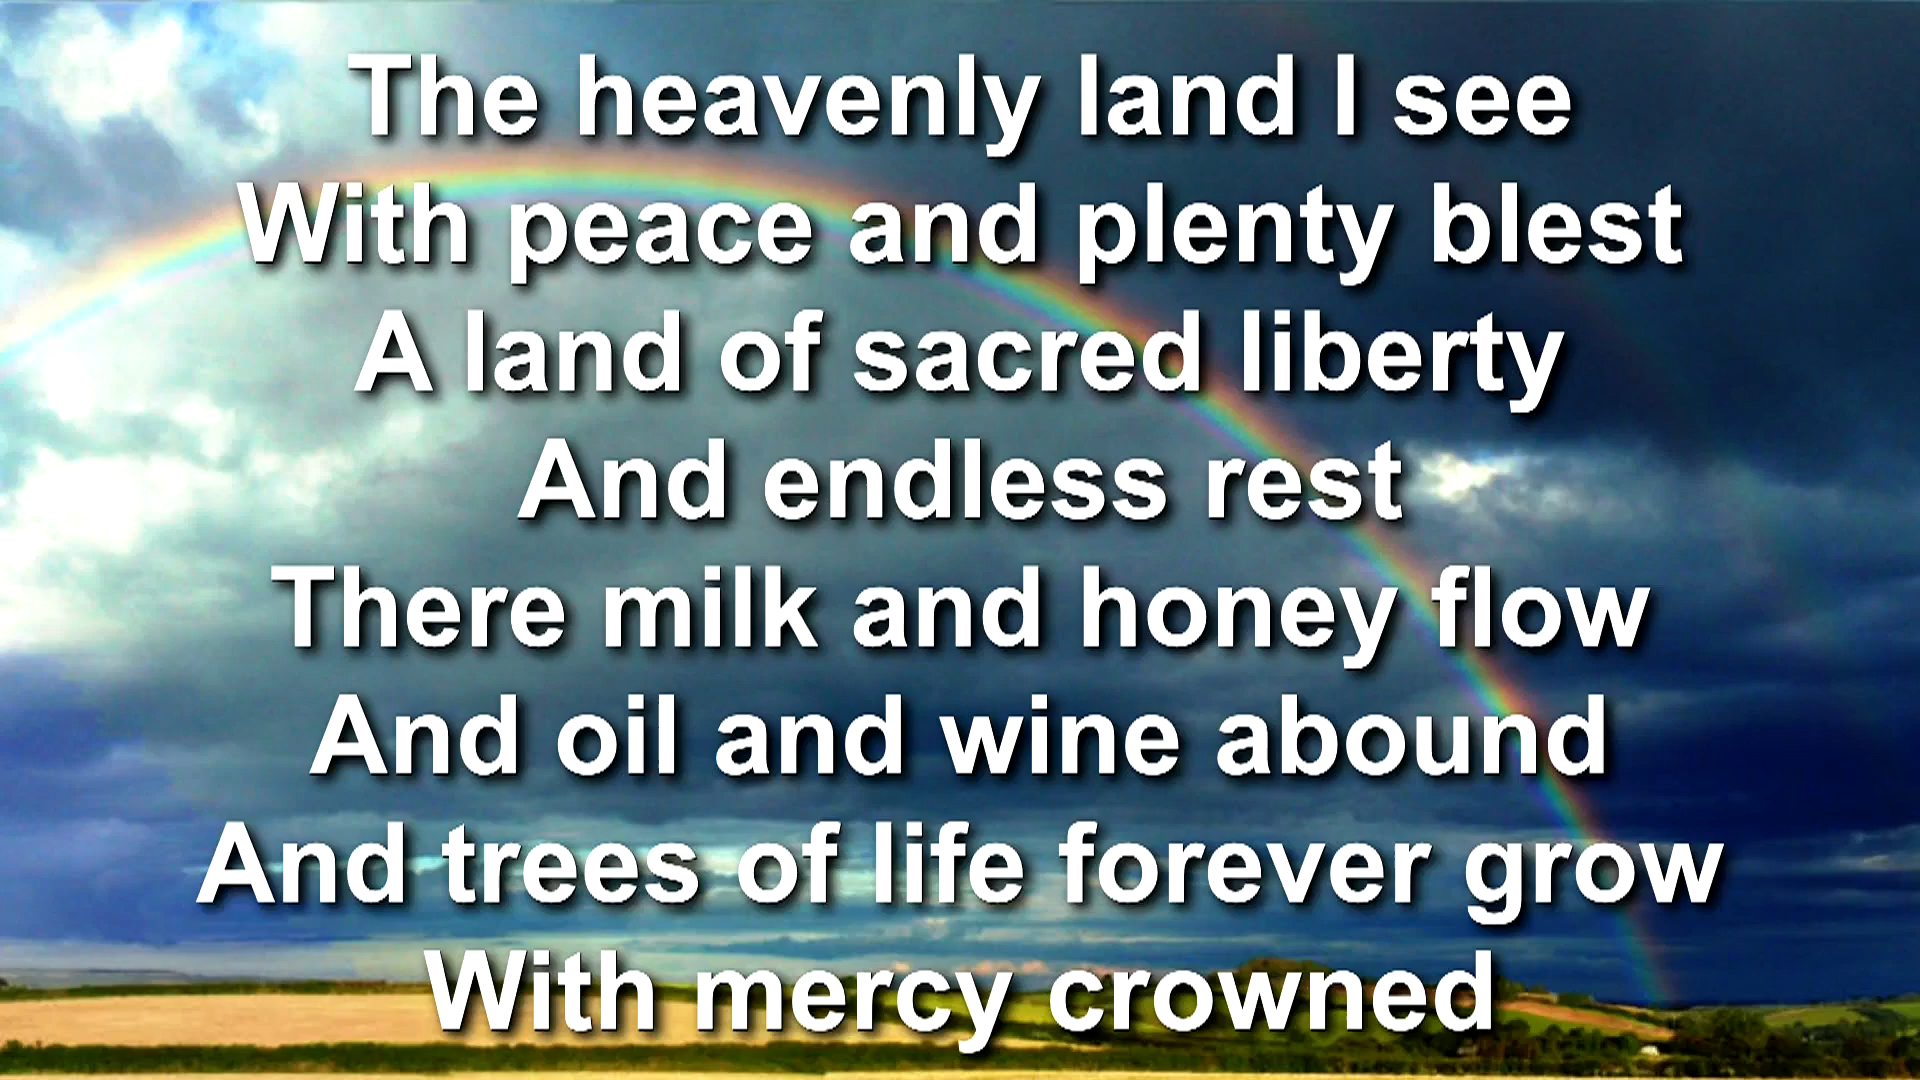 The heavenly land I see
With peace and plenty blest
A land of sacred liberty
And endless rest
There milk and honey flow
And oil and wine abound
And trees of life forever grow
With mercy crowned